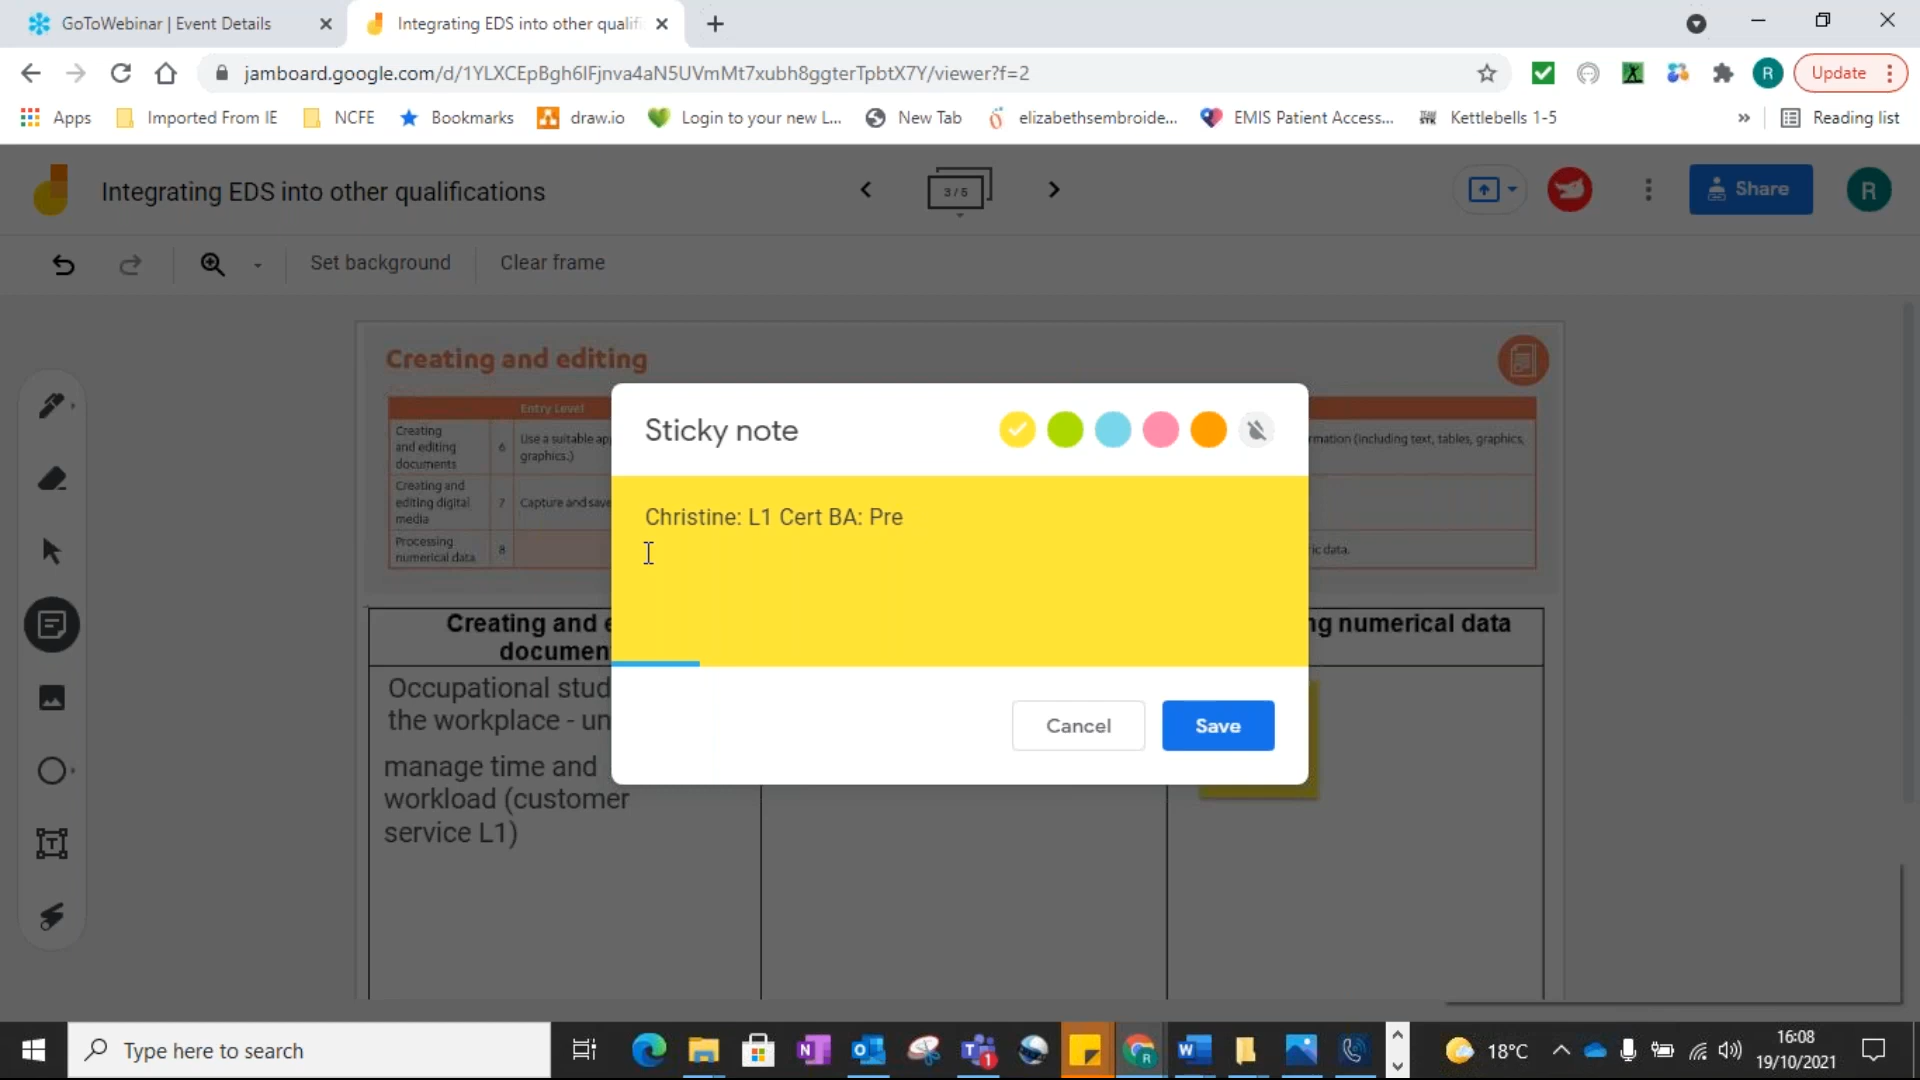 GoToWebinar | Event Details
Integrating EDS into other qualifi
jamboard.google.com/d/1YLXCEpBgh6IFjnva4aN5UVmMt7xubh8ggterTpbtX7Y/viewer?f=2
R
Update
Apps
Imported From IE
NCFE
Bookmarks
draw.io
Login to your new L...
New Tab
elizabethsembroide...
EMIS Patient Access...
Kettlebells 1-5
»
Reading list
Integrating EDS into other qualifications
3 / 5
Share
R
Set background
Clear frame
Creating and editing
Entry Level
Creating
and editing
documents
6
Use a suitable ap
graphics.)
rmation (including text, tables, graphics,
Creating and
editing digital
media
7
Capture and save
Processing
numerical data
8
ic data.
Sticky note
Christine: L1 Cert BA: Pre
Cancel
Save
Creating and e
documen
ng numerical data
Occupational stud
the workplace - un
manage time and
workload (customer
service L1)
Type here to search
1
18°C
16:08
19/10/2021